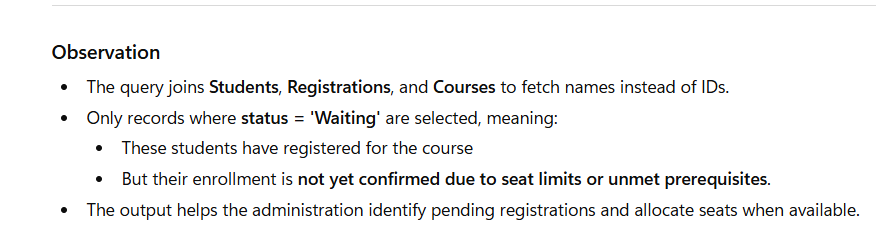 Observation
The query joins Students, Registrations, and Courses to fetch names instead of IDs.
Only records where status = 'Waiting' are selected, meaning:
These students have registered for the course
But their enrollment is not yet confirmed due to seat limits or unmet prerequisites.
The output helps the administration identify pending registrations and allocate seats when available.